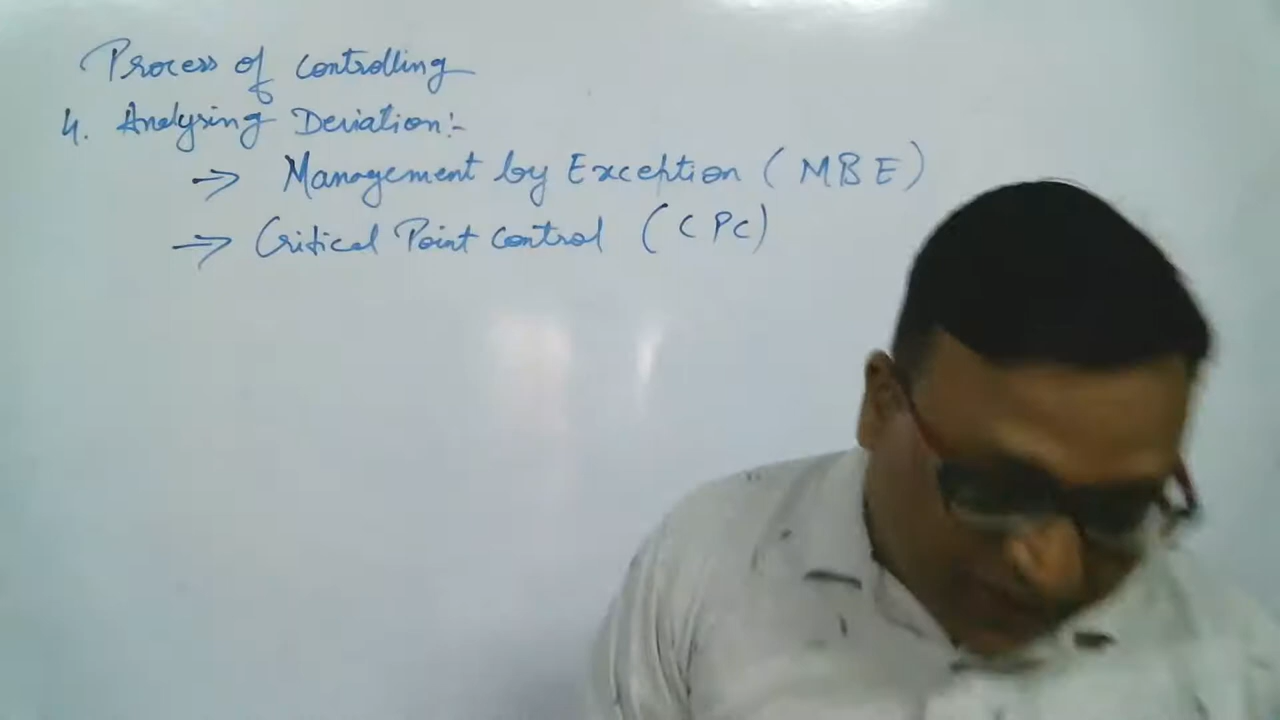 Process of Controlling
4. Analysing Deviation:-
→ Management by Exception (MBE)
→ Critical Point Control (CPC)